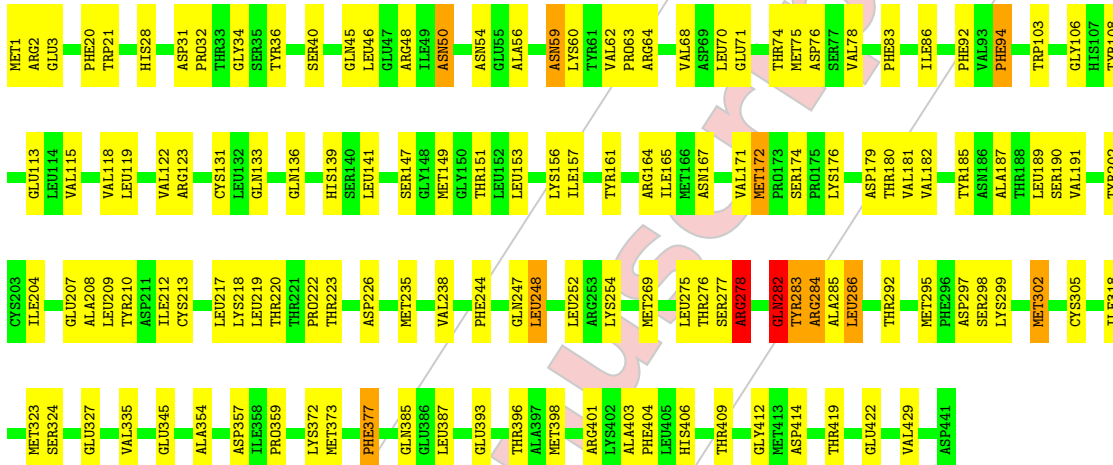 MET1 ARG2 GLU3 PHE20 TRP21 HIS28 ASP31 PRO32 THR33 GLY34 SER35 TYR36 SER40 GLN45 LEU46 GLU47 ARG48 ILE49 ASN50 ASN54 GLU55 ALA56 ASN59 LYS60 TYR61 VAL62 PRO63 ARG64 VAL68 ASP69 LEU70 GLU71 THR74 MET75 ASP76 SER77 VAL78 PHE83 ILE86 PHE92 VAL93 PHE94 TRP103 GLY106 HIS107
GLU113 LEU114 VAL115 VAL118 LEU119 VAL122 ARG123 CYS131 LEU132 GLN133 GLN136 HIS139 SER140 LEU141 SER147 GLY148 MET149 GLY150 THR151 LEU152 LEU153 LYS156 ILE157 TYR161 ARG164 ILE165 MET166 ASN167 VAL171 MET172 PRO173 SER174 PRO175 LYS176 ASP179 THR180 VAL181 VAL182 TYR185 ASN186 ALA187 THR188 LEU189 SER190 VAL191
CYS203 ILE204 GLU207 ALA208 LEU209 TYR210 ASP211 ILE212 CYS213 LEU217 LYS218 LEU219 THR220 THR221 PRO222 THR223 ASP226 MET235 VAL238 PHE244 GLN247 LEU248 LEU252 ARG253 LYS254 MET269 LEU275 THR276 SER277 ARG278 GLN282 TYR283 ARG284 ALA285 LEU286 THR292 MET295 PHE296 ASP297 SER298 LYS299 MET302 CYS305
MET323 SER324 GLU327 VAL335 GLU345 ALA354 ASP357 ILE358 PRO359 LYS372 MET373 PHE377 GLN385 GLU386 LEU387 GLU393 THR396 ALA397 MET398 ARG401 LYS402 ALA403 PHE404 LEU405 HIS406 THR409 GLY412 MET413 ASP414 THR419 GLU422 VAL429 ASP441